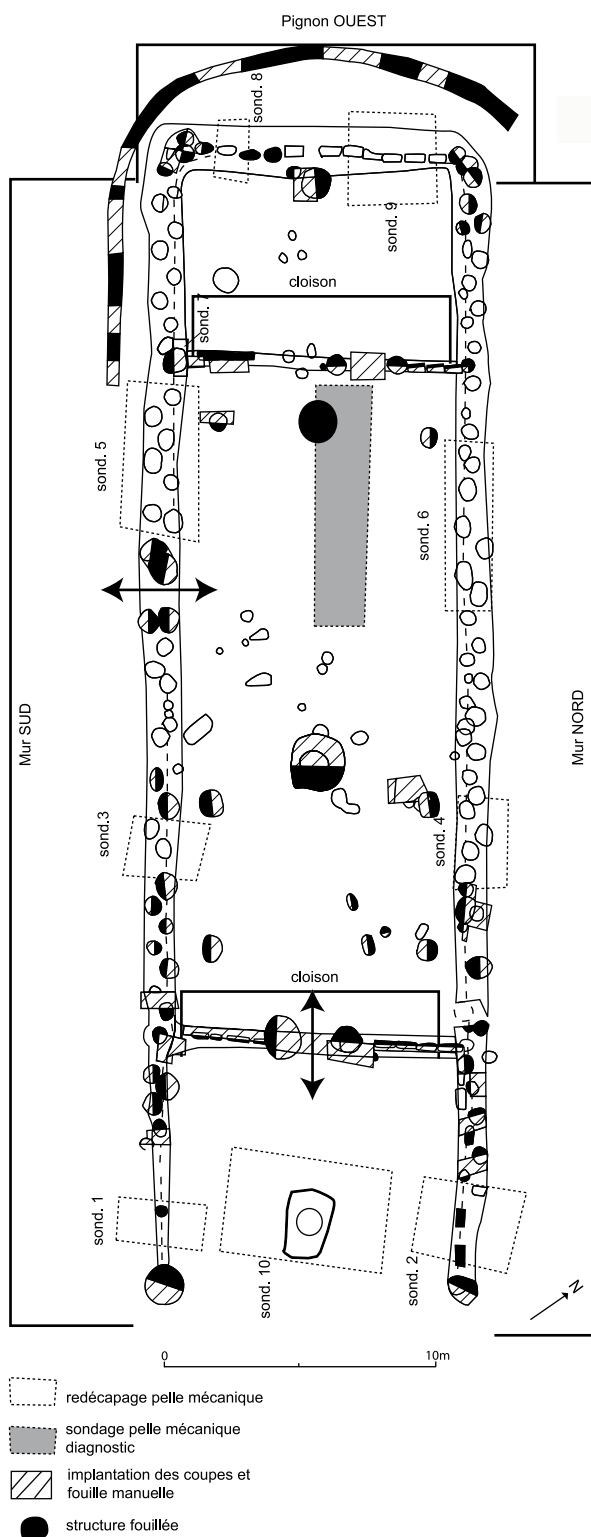 Pignon OUEST
sond. 8
sond. 9
cloison
sond. 7
sond. 5
sond. 6
Mur SUD
Mur NORD
sond.3
sond. 4
cloison
sond. 1
sond. 10
sond. 2
N
0 10m
redécapage pelle mécanique
sondage pelle mécanique
diagnostic
implantation des coupes et
fouille manuelle
structure fouillée